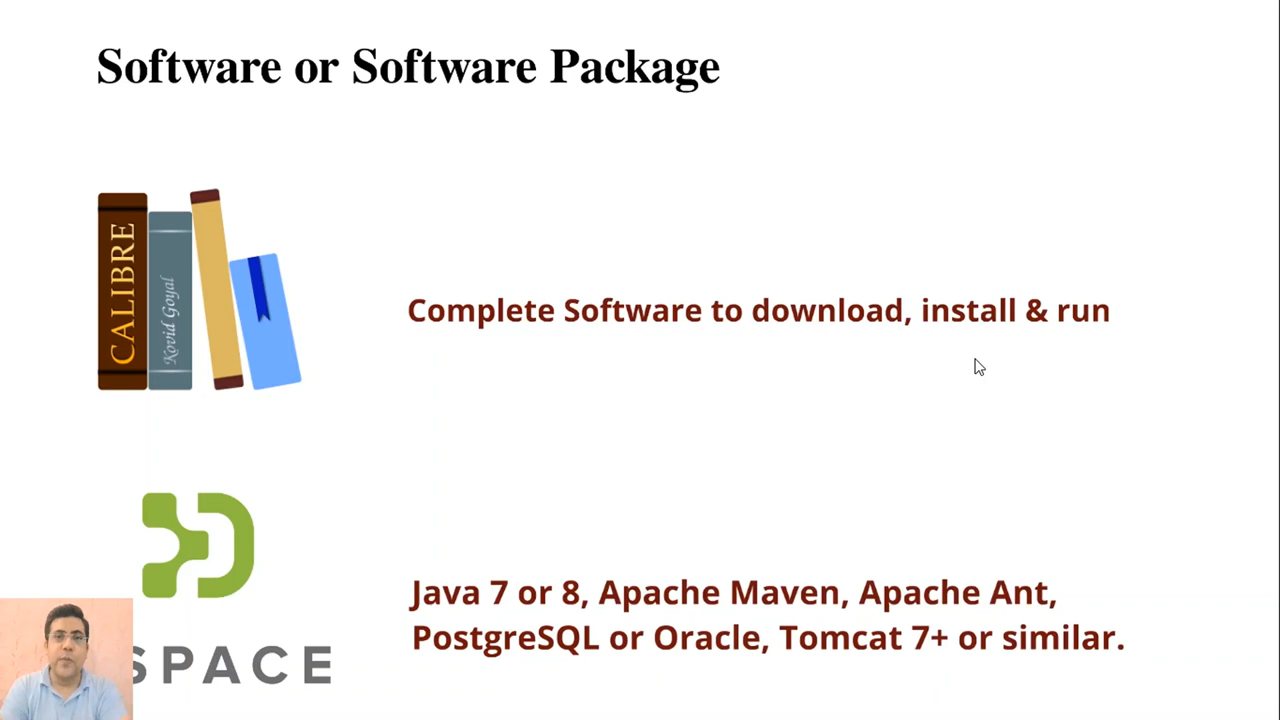 Software or Software Package
CALIBRE
Kovid Goyal
Complete Software to download, install & run
Java 7 or 8, Apache Maven, Apache Ant,
PostgreSQL or Oracle, Tomcat 7+ or similar.
SPACE